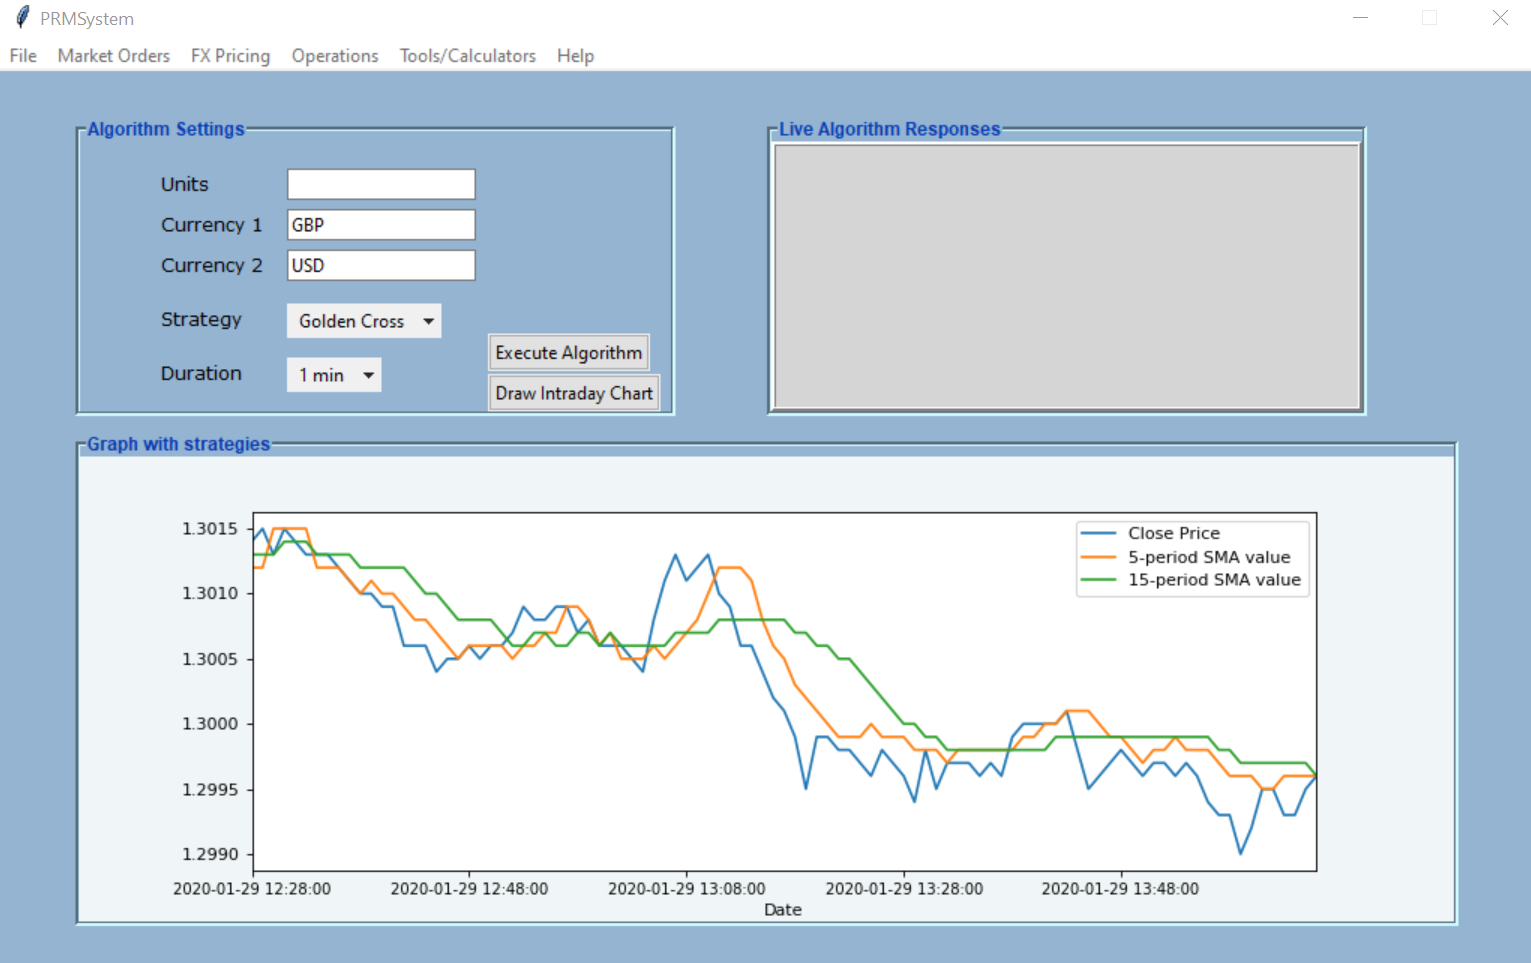 PRMSystem
File Market Orders FX Pricing Operations Tools/Calculators Help
Algorithm Settings
Units
Currency 1 GBP
Currency 2 USD
Strategy Golden Cross
Duration 1 min
Execute Algorithm
Draw Intraday Chart
Live Algorithm Responses
Graph with strategies
1.3015
1.3010
1.3005
1.3000
1.2995
1.2990
Close Price
5-period SMA value
15-period SMA value
2020-01-29 12:28:00 2020-01-29 12:48:00 2020-01-29 13:08:00 2020-01-29 13:28:00 2020-01-29 13:48:00
Date